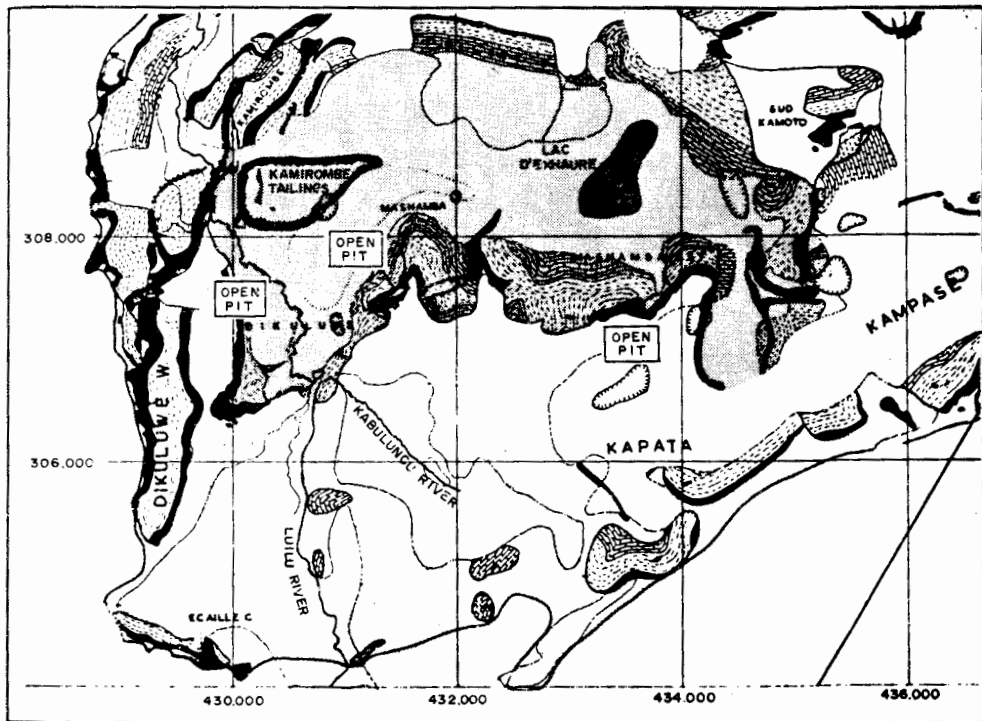 KAMIROMBE
SUD
KAMOTO
LAC
D'EXHAURE
KAMIROMBE
TAILINGS
MASHAMBA
308.000
OPEN
PIT
OPEN
PIT
OPEN
PIT
KAMPASE
DIKULUWE W.
KABULUNGU RIVER
KAPATA
306.000
LUILU RIVER
ECAILLE C
430.000
432.000
434.000
436.000